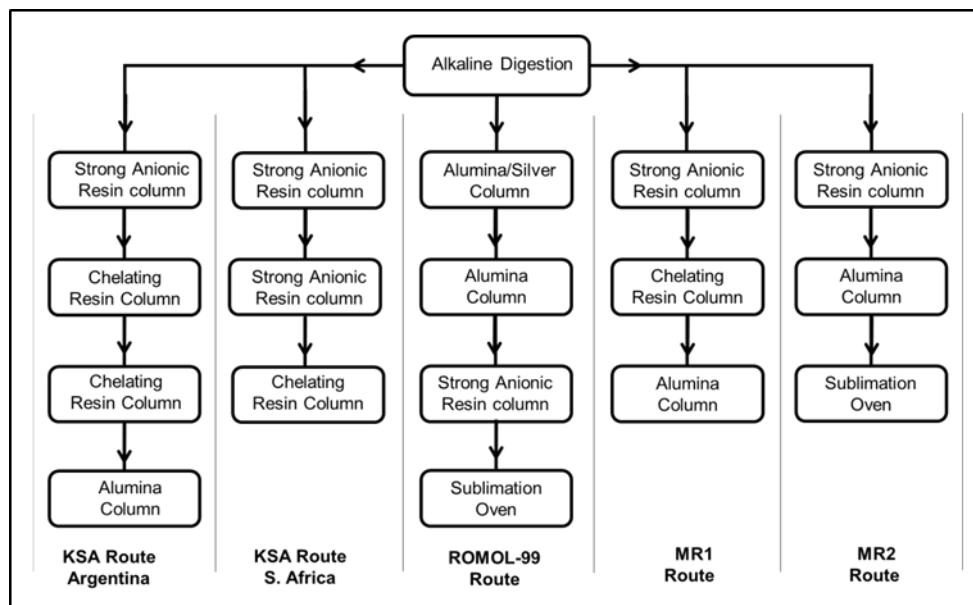 Alkaline Digestion
Strong Anionic
Resin column
Chelating
Resin Column
Chelating
Resin Column
Alumina
Column
KSA Route
Argentina
Strong Anionic
Resin column
Strong Anionic
Resin column
Chelating
Resin Column
KSA Route
S. Africa
Alumina/Silver
Column
Alumina
Column
Strong Anionic
Resin column
Sublimation
Oven
ROMOL-99
Route
Strong Anionic
Resin column
Chelating
Resin Column
Alumina
Column
MR1
Route
Strong Anionic
Resin column
Alumina
Column
Sublimation
Oven
MR2
Route